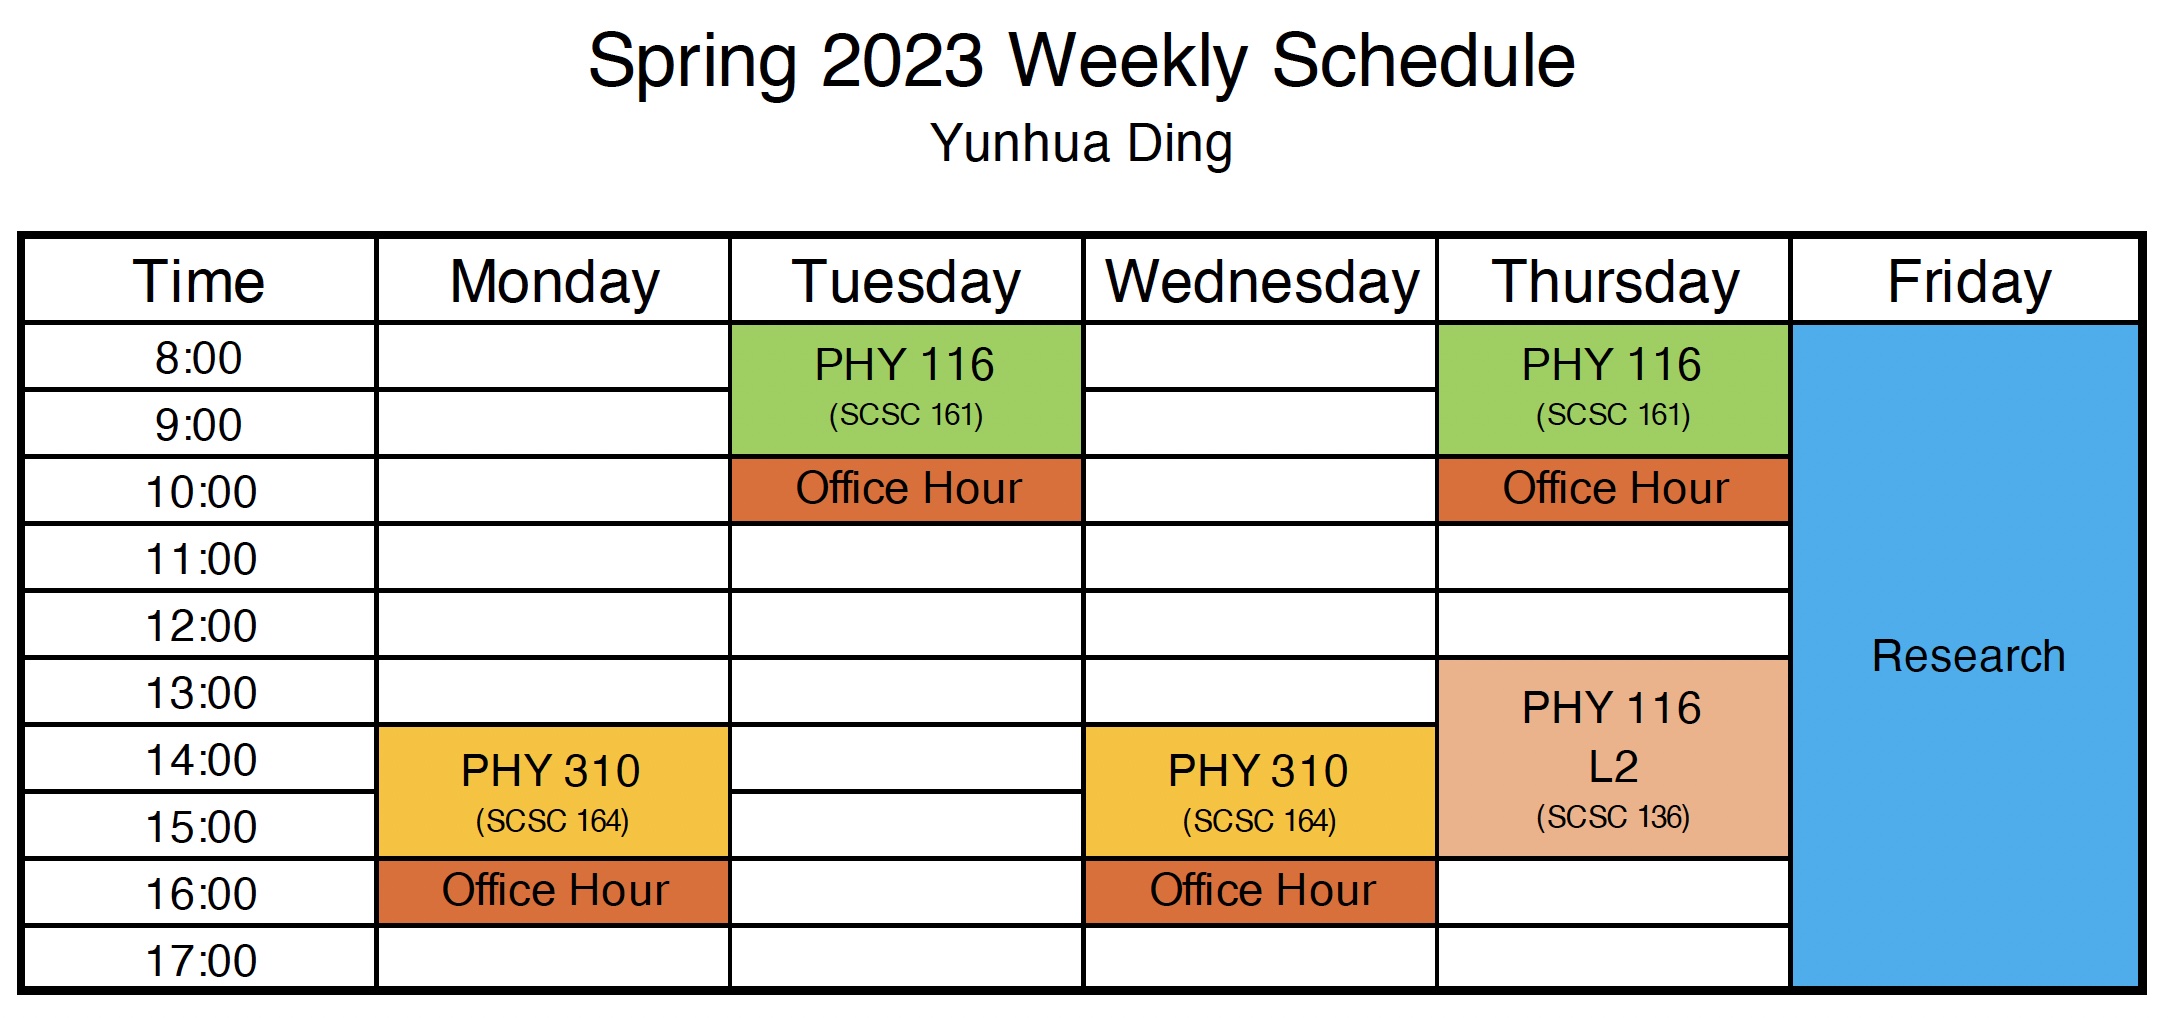 Spring 2023 Weekly Schedule
Yunhua Ding
Time Monday Tuesday Wednesday Thursday Friday
8:00 PHY 116 PHY 116
(SCSC 161) (SCSC 161)
9:00
10:00 Office Hour Office Hour
11:00
12:00
Research
13:00 PHY 116
14:00 PHY 310 PHY 310 L2
(SCSC 164) (SCSC 164) (SCSC 136)
15:00
16:00 Office Hour Office Hour
17:00